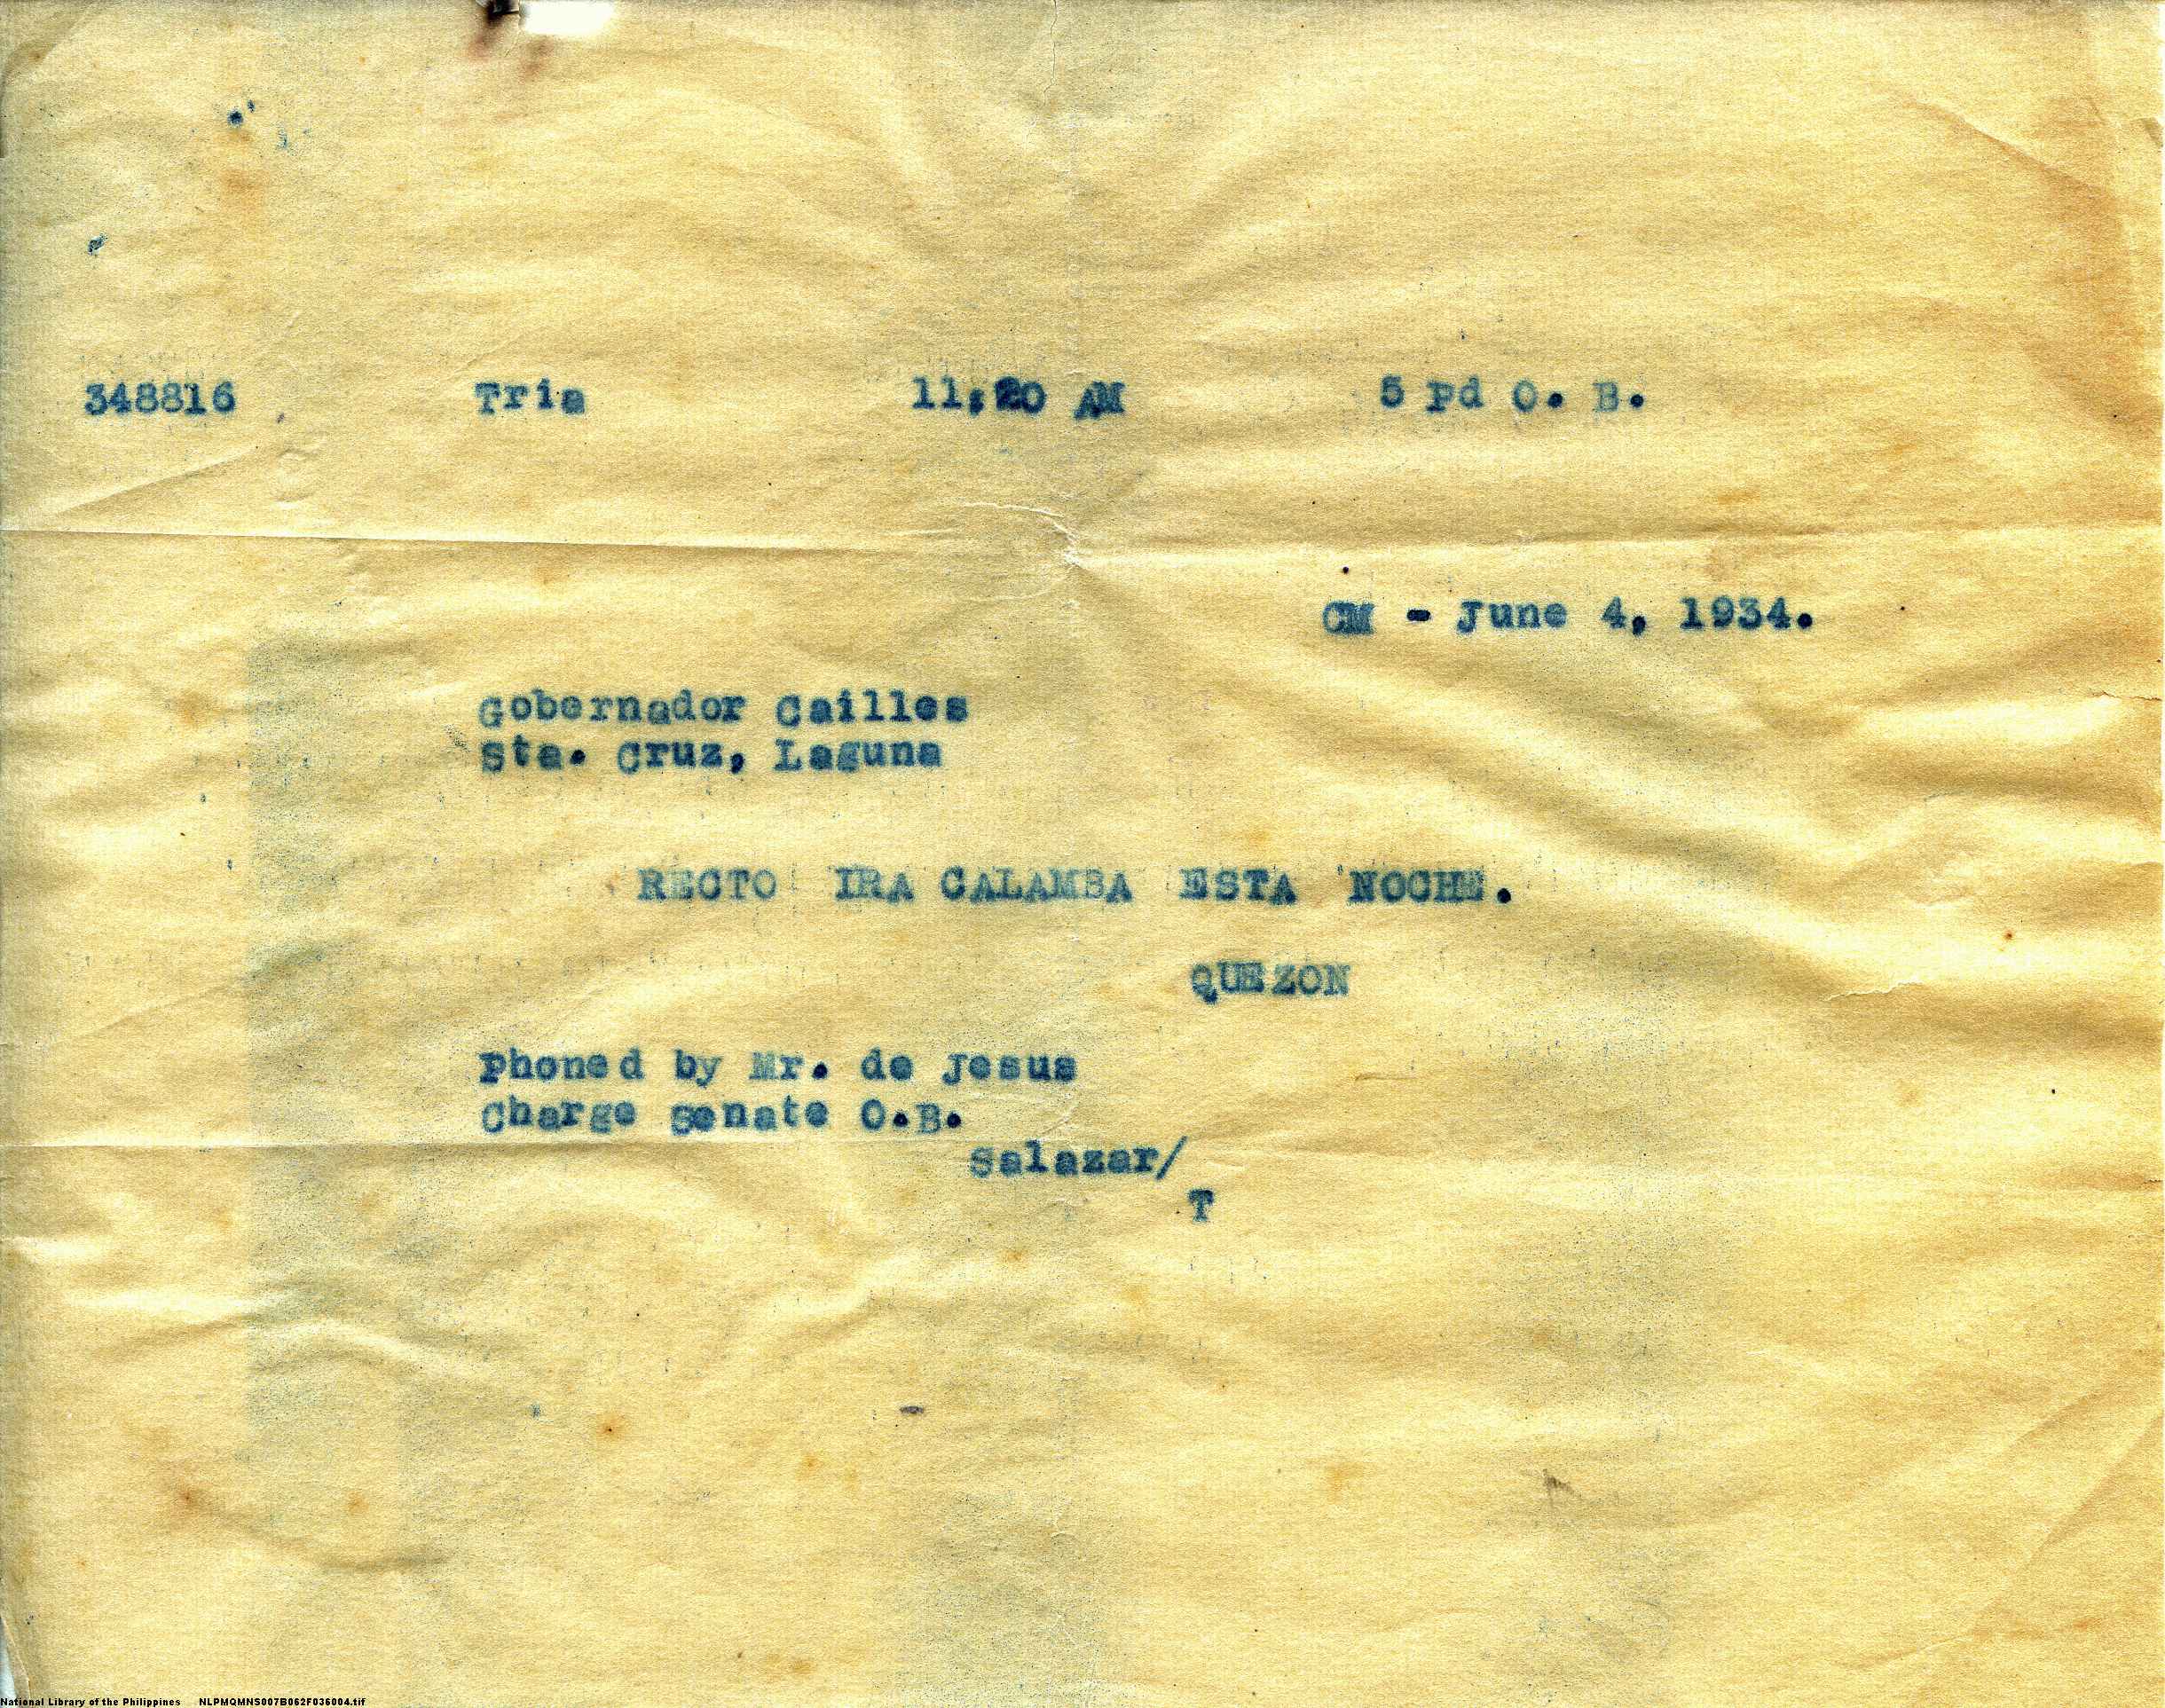 348816 Tria 11:20 AM 5 Pd O. B.
CM - June 4, 1934.
Gobernador Cailles
Sta. Cruz, Laguna
RECTO IRA CALAMBA ESTA NOCHE.
QUEZON
Phoned by Mr. de Jesus
Charge Senate O.B.
Salazar/
T
National Library of the Philippines NLPMQMNS007B062F036004.tif